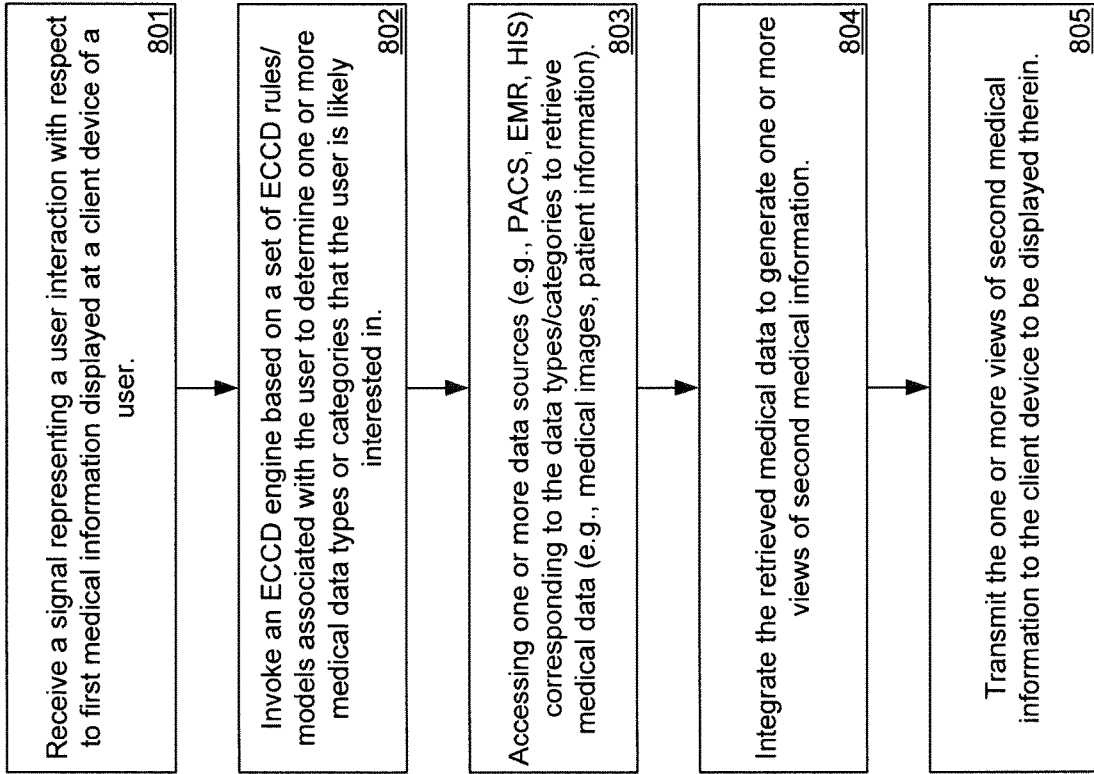 Receive a signal representing a user interaction with respect
to first medical information displayed at a client device of a
user.
801
Invoke an ECCD engine based on a set of ECCD rules/
models associated with the user to determine one or more
medical data types or categories that the user is likely
interested in.
802
Accessing one or more data sources (e.g., PACS, EMR, HIS)
corresponding to the data types/categories to retrieve
medical data (e.g., medical images, patient information).
803
Integrate the retrieved medical data to generate one or more
views of second medical information.
804
Transmit the one or more views of second medical
information to the client device to be displayed therein.
805